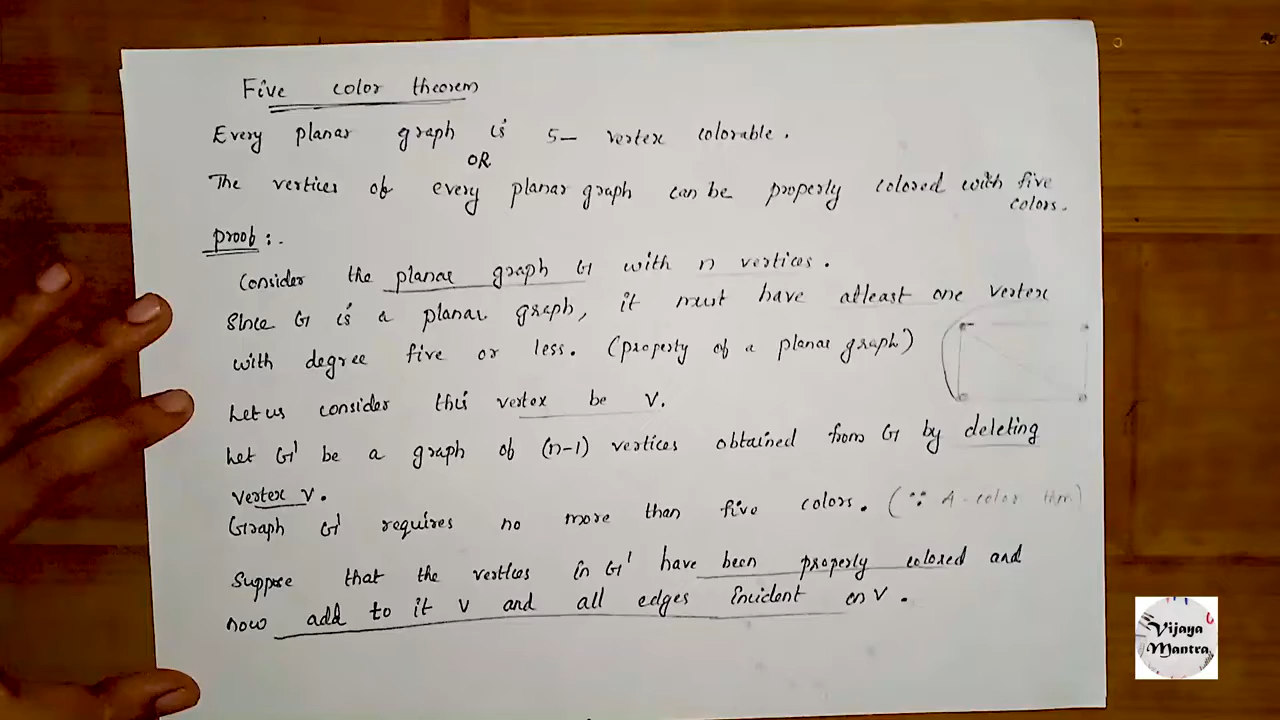 Five color theorem
Every planar graph is 5- vertex colorable.
OR
The vertices of every planar graph can be properly colored with five
colors.
Proof:.
Consider the planar graph G with n vertices.
Since G is a planar graph, it must have atleast one vertex
with degree five or less. (property of a planar graph)
Let us consider this vertex be V.
Let G' be a graph of (n-1) vertices obtained from G by deleting
vertex V.
Graph G' requires no more than five colors. (∵ 4-color thm)
Suppose that the vertices in G' have been properly colored and
now add to it V and all edges incident on V.
Vijaya
Mantra